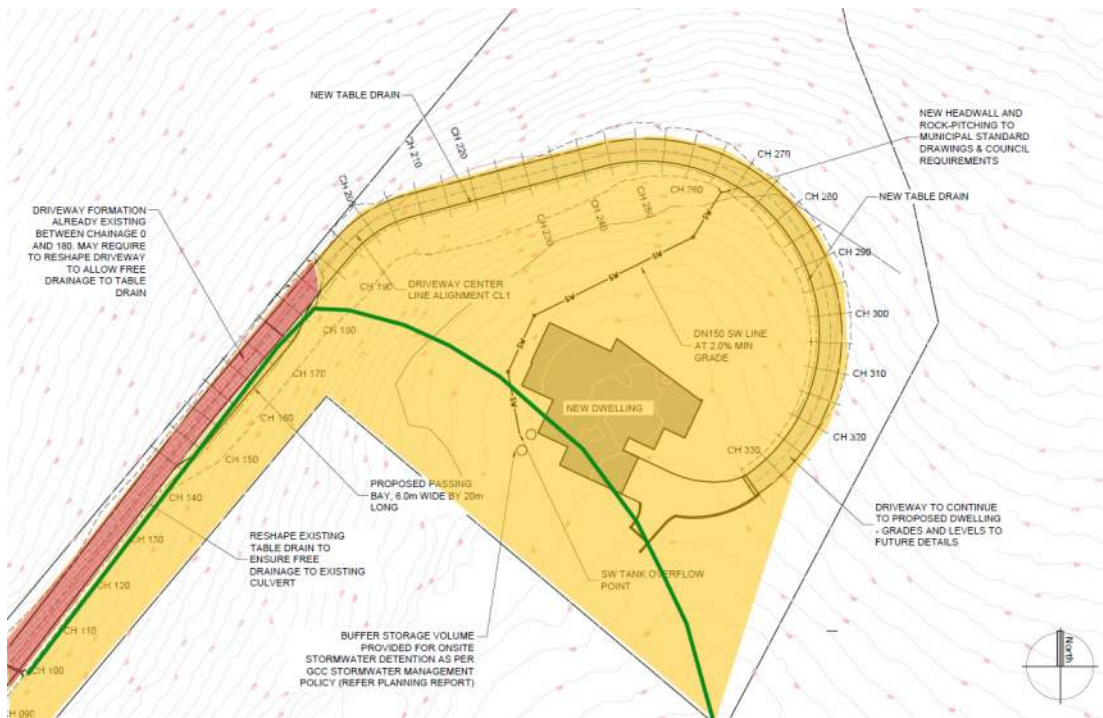 NEW TABLE DRAIN
CH 220
CH 210
CH 200
NEW HEADWALL AND
ROCK-PITCHING TO
MUNICIPAL STANDARD
DRAWINGS & COUNCIL
REQUIREMENTS
CH 270
CH 260
CH 250
CH 240
CH 230
CH 280
NEW TABLE DRAIN
CH 290
CH 300
CH 310
CH 320
CH 330
DRIVEWAY FORMATION
ALREADY EXISTING
BETWEEN CHAINAGE 0
AND 180. MAY REQUIRE
TO RESHAPE DRIVEWAY
TO ALLOW FREE
DRAINAGE TO TABLE
DRAIN
CH 190
DRIVEWAY CENTER
LINE ALIGNMENT CL1
SW
SW
SW
SW
SW
DN150 SW LINE
AT 2.0% MIN
GRADE
CH 180
CH 170
CH 160
CH 150
CH 140
CH 130
CH 120
CH 110
CH 100
CH 090
NEW DWELLING
PROPOSED PASSING
BAY, 6.0m WIDE BY 20m
LONG
RESHAPE EXISTING
TABLE DRAIN TO
ENSURE FREE
DRAINAGE TO EXISTING
CULVERT
DRIVEWAY TO CONTINUE
TO PROPOSED DWELLING
- GRADES AND LEVELS TO
FUTURE DETAILS
SW TANK OVERFLOW
POINT
BUFFER STORAGE VOLUME
PROVIDED FOR ONSITE
STORMWATER DETENTION AS PER
GCC STORMWATER MANAGEMENT
POLICY (REFER PLANNING REPORT)
North